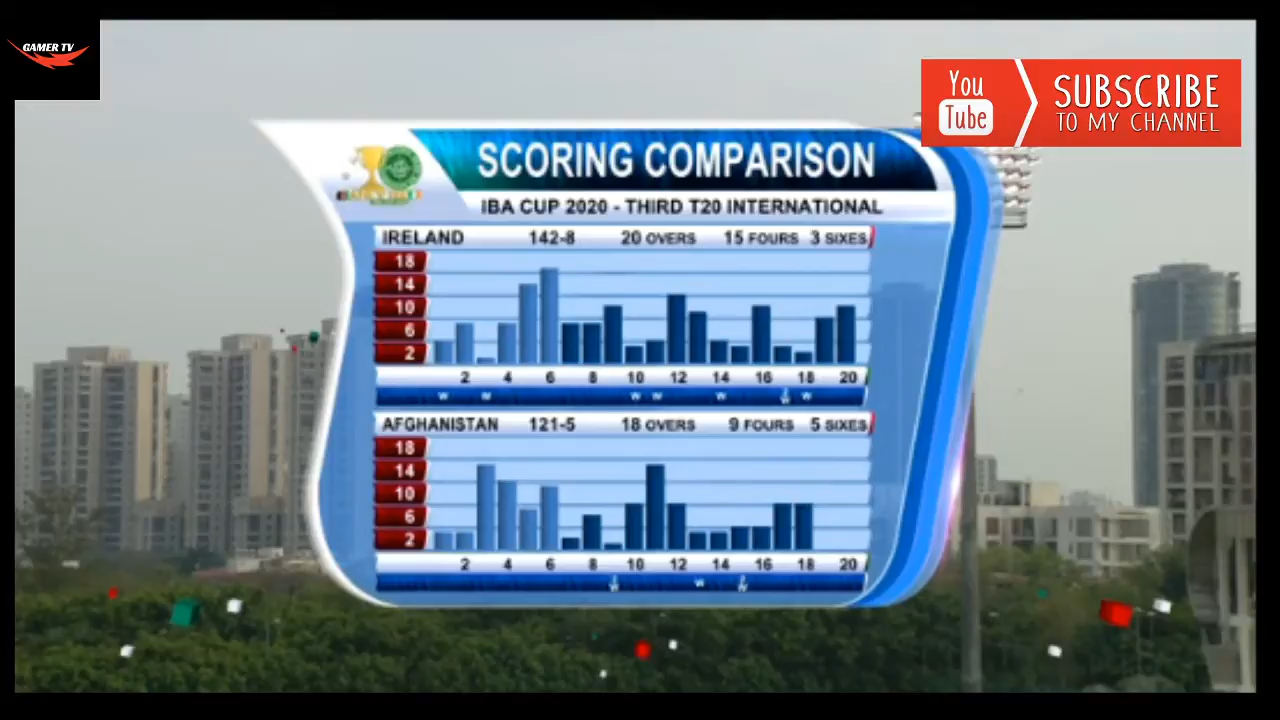 GAMER TV
You
Tube
SUBSCRIBE
TO MY CHANNEL
SCORING COMPARISON
IBA CUP 2020 - THIRD T20 INTERNATIONAL
IRELAND 142-8 20 OVERS 15 FOURS 3 SIXES
18
14
10
6
2
2 4 6 8 10 12 14 16 18 20
W W W W W 2 W W
AFGHANISTAN 121-5 18 OVERS 9 FOURS 5 SIXES
18
14
10
6
2
2 4 6 8 10 12 14 16 18 20
2 W W 2 W